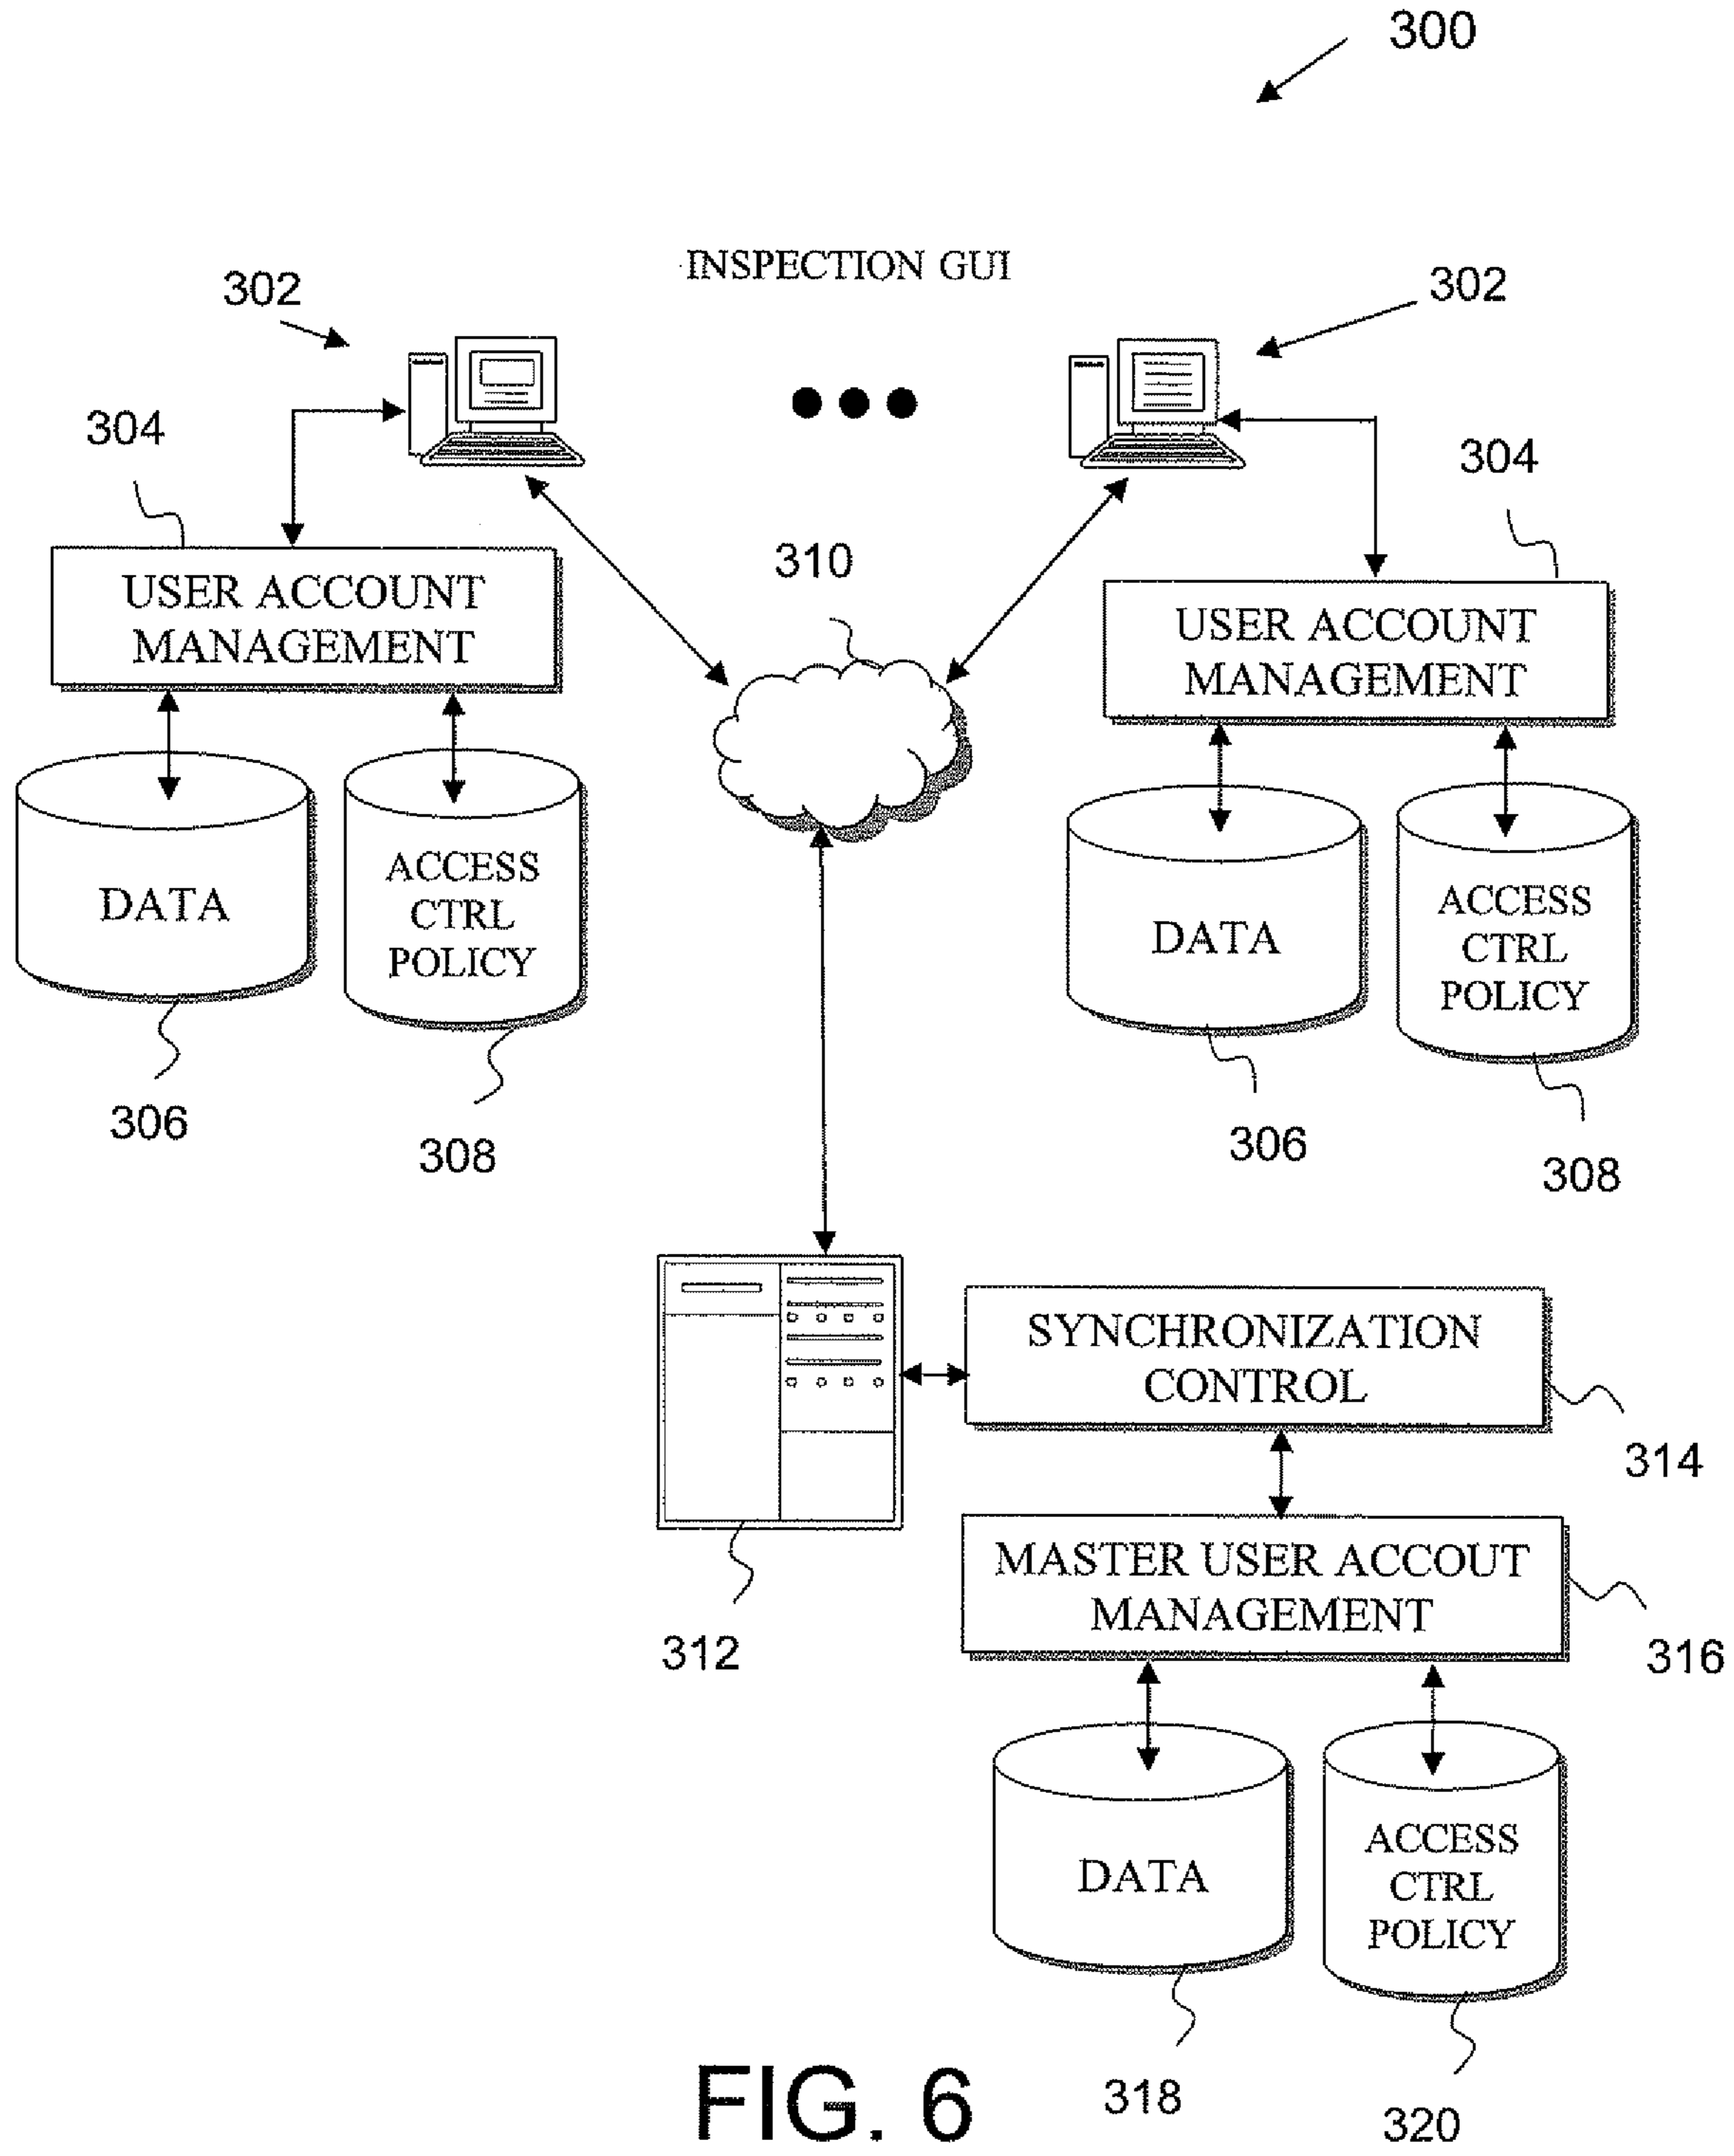 300
INSPECTION GUI
302
302
304
304
310
USER ACCOUNT
MANAGEMENT
USER ACCOUNT
MANAGEMENT
DATA
ACCESS
CTRL
POLICY
DATA
ACCESS
CTRL
POLICY
306
308
306
308
SYNCHRONIZATION
CONTROL
314
MASTER USER ACCOUT
MANAGEMENT
312
316
DATA
ACCESS
CTRL
POLICY
318
320
FIG. 6